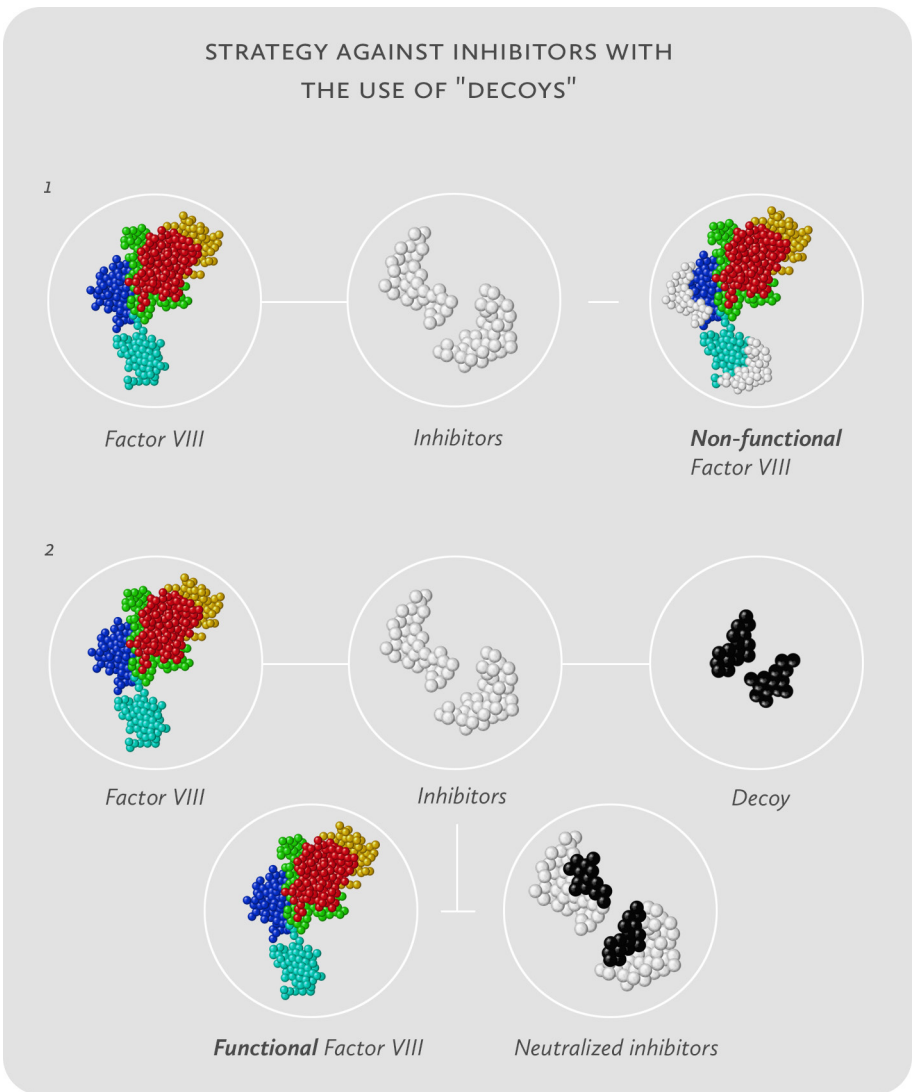 STRATEGY AGAINST INHIBITORS WITH
THE USE OF "DECOYS"
1
Factor VIII
Inhibitors
Non-functional
Factor VIII
2
Factor VIII
Inhibitors
Decoy
Functional Factor VIII
Neutralized inhibitors